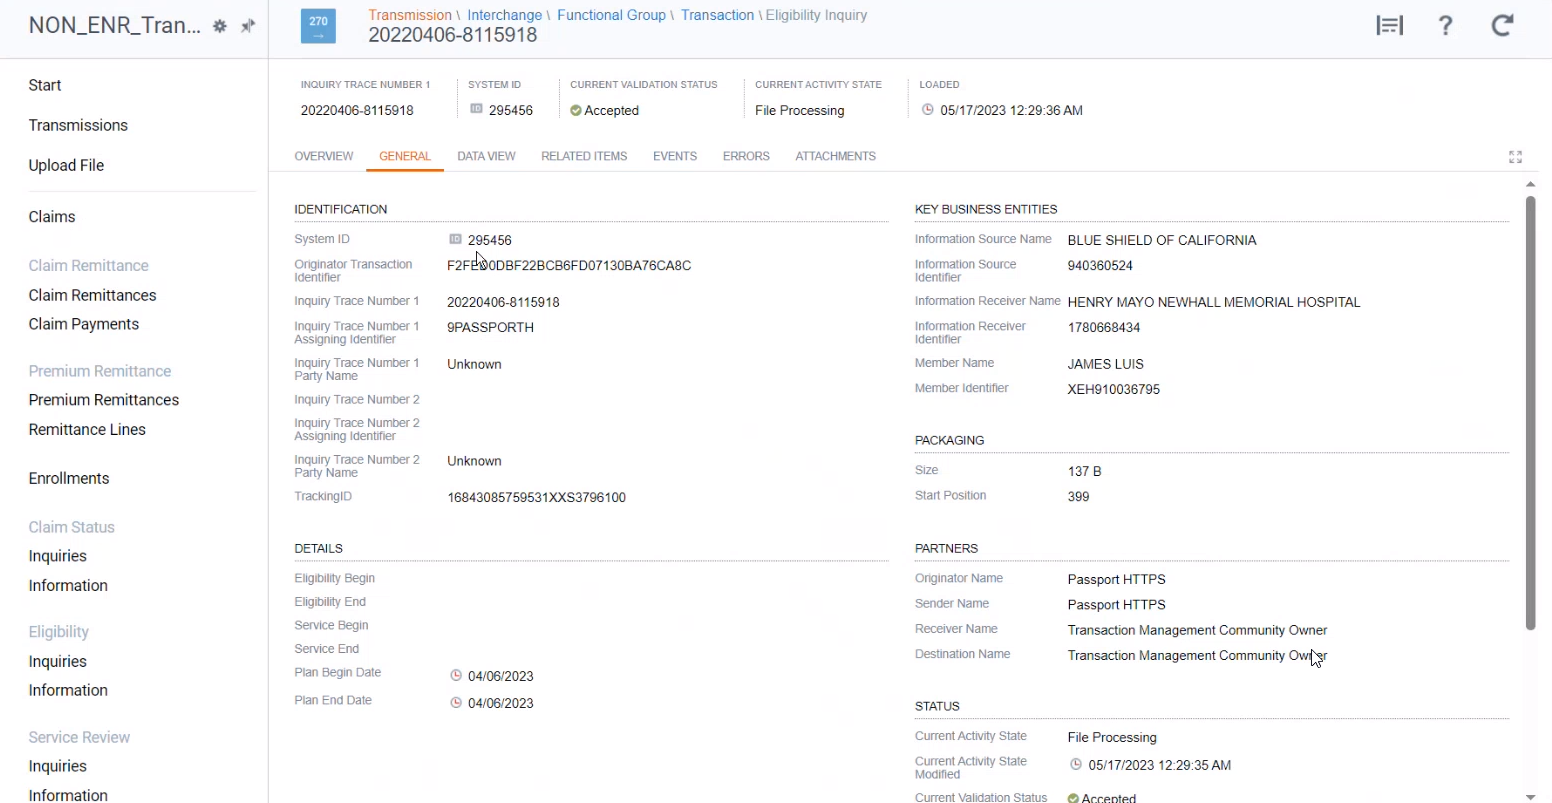 NON_ENR_Tran...
270
Transmission \ Interchange \ Functional Group \ Transaction \ Eligibility Inquiry
20220406-8115918
?
Start
Transmissions
Upload File
Claims
Claim Remittance
Claim Remittances
Claim Payments
Premium Remittance
Premium Remittances
Remittance Lines
Enrollments
Claim Status
Inquiries
Information
Eligibility
Inquiries
Information
Service Review
Inquiries
Information
INQUIRY TRACE NUMBER 1
20220406-8115918
SYSTEM ID
ID 295456
CURRENT VALIDATION STATUS
Accepted
CURRENT ACTIVITY STATE
File Processing
LOADED
05/17/2023 12:29:36 AM
OVERVIEW GENERAL DATA VIEW RELATED ITEMS EVENTS ERRORS ATTACHMENTS
IDENTIFICATION
System ID ID 295456
Originator Transaction
Identifier
Inquiry Trace Number 1 20220406-8115918
Inquiry Trace Number 1 9PASSPORTH
Assigning Identifier
Inquiry Trace Number 1 Unknown
Party Name
Inquiry Trace Number 2
Inquiry Trace Number 2
Assigning Identifier
Inquiry Trace Number 2 Unknown
Party Name
TrackingID 16843085759531XXS3796100
DETAILS
Eligibility Begin
Eligibility End
Service Begin
Service End
Plan Begin Date 04/06/2023
Plan End Date 04/06/2023
KEY BUSINESS ENTITIES
Information Source Name BLUE SHIELD OF CALIFORNIA
Information Source 940360524
Identifier
Information Receiver Name HENRY MAYO NEWHALL MEMORIAL HOSPITAL
Information Receiver 1780668434
Identifier
Member Name JAMES LUIS
Member Identifier XEH910036795
PACKAGING
Size 137 B
Start Position 399
PARTNERS
Originator Name Passport HTTPS
Sender Name Passport HTTPS
Receiver Name Transaction Management Community Owner
Destination Name Transaction Management Community Owner
STATUS
Current Activity State File Processing
Current Activity State 05/17/2023 12:29:35 AM
Modified
Current Validation Status Accepted